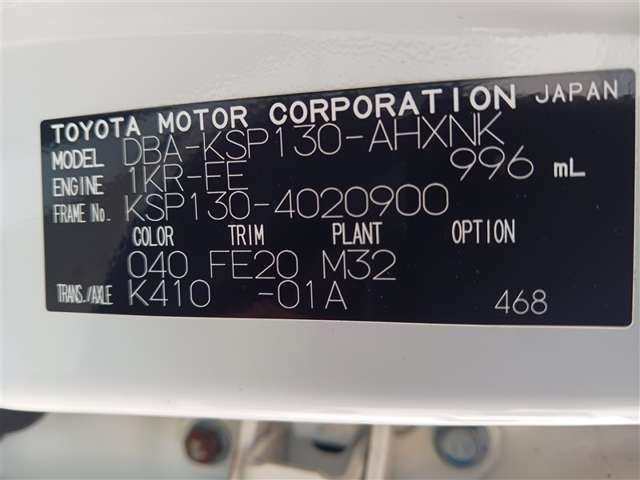 TOYOTA MOTOR CORPORATION JAPAN
MODEL DBA-KSP130-AHXNK
ENGINE 1KR-FE 996 mL
FRAME No. KSP130-4020900
COLOR TRIM PLANT OPTION
040 FE20 M32
TRANS./AXLE K410 -01A 468